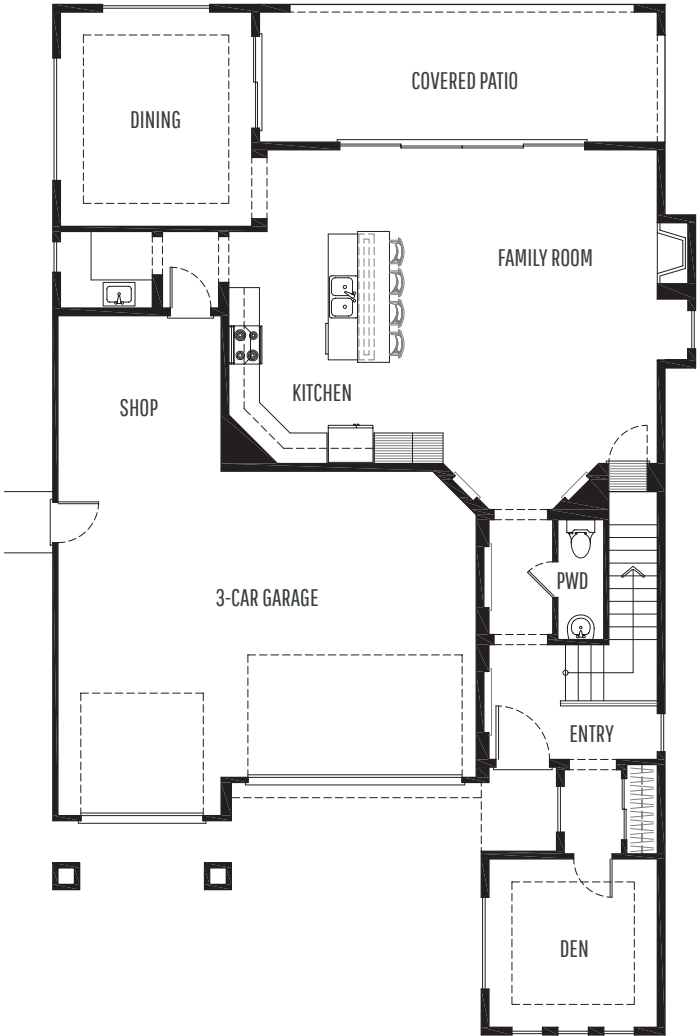 COVERED PATIO
DINING
FAMILY ROOM
KITCHEN
SHOP
PWD
3-CAR GARAGE
ENTRY
DEN